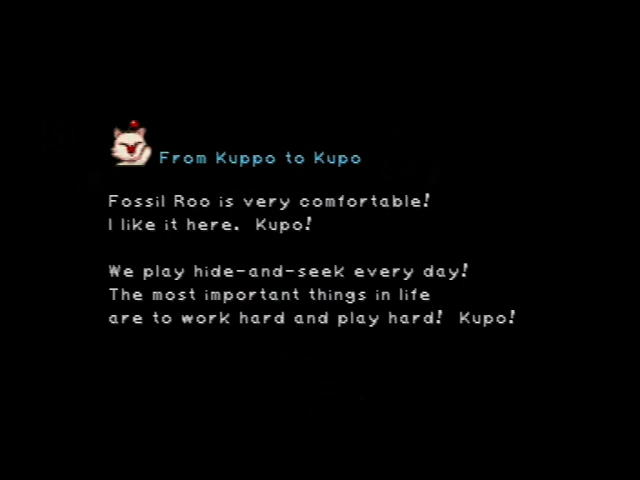 From Kuppo to Kupo
Fossil Roo is very comfortable!
I like it here.  Kupo!
We play hide-and-seek every day!
The most important things in life
are to work hard and play hard!  Kupo!